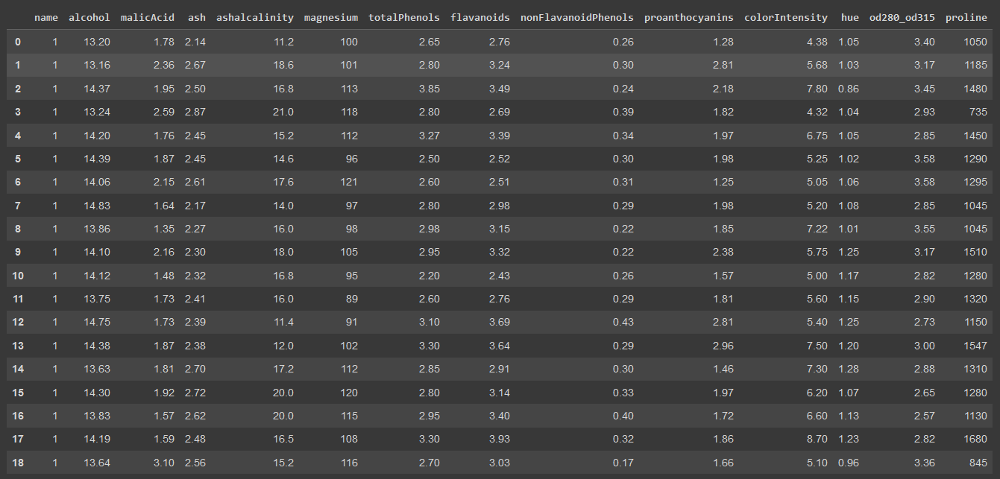 name alcohol malicAcid ash ashalcalinity magnesium totalPhenols flavanoids nonFlavanoidPhenols proanthocyanins colorIntensity hue od280_od315 proline
0 1 13.20 1.78 2.14 11.2 100 2.65 2.76 0.26 1.28 4.38 1.05 3.40 1050
1 1 13.16 2.36 2.67 18.6 101 2.80 3.24 0.30 2.81 5.68 1.03 3.17 1185
2 1 14.37 1.95 2.50 16.8 113 3.85 3.49 0.24 2.18 7.80 0.86 3.45 1480
3 1 13.24 2.59 2.87 21.0 118 2.80 2.69 0.39 1.82 4.32 1.04 2.93 735
4 1 14.20 1.76 2.45 15.2 112 3.27 3.39 0.34 1.97 6.75 1.05 2.85 1450
5 1 14.39 1.87 2.45 14.6 96 2.50 2.52 0.30 1.98 5.25 1.02 3.58 1290
6 1 14.06 2.15 2.61 17.6 121 2.60 2.51 0.31 1.25 5.05 1.06 3.58 1295
7 1 14.83 1.64 2.17 14.0 97 2.80 2.98 0.29 1.98 5.20 1.08 2.85 1045
8 1 13.86 1.35 2.27 16.0 98 2.98 3.15 0.22 1.85 7.22 1.01 3.55 1045
9 1 14.10 2.16 2.30 18.0 105 2.95 3.32 0.22 2.38 5.75 1.25 3.17 1510
10 1 14.12 1.48 2.32 16.8 95 2.20 2.43 0.26 1.57 5.00 1.17 2.82 1280
11 1 13.75 1.73 2.41 16.0 89 2.60 2.76 0.29 1.81 5.60 1.15 2.90 1320
12 1 14.75 1.73 2.39 11.4 91 3.10 3.69 0.43 2.81 5.40 1.25 2.73 1150
13 1 14.38 1.87 2.38 12.0 102 3.30 3.64 0.29 2.96 7.50 1.20 3.00 1547
14 1 13.63 1.81 2.70 17.2 112 2.85 2.91 0.30 1.46 7.30 1.28 2.88 1310
15 1 14.30 1.92 2.72 20.0 120 2.80 3.14 0.33 1.97 6.20 1.07 2.65 1280
16 1 13.83 1.57 2.62 20.0 115 2.95 3.40 0.40 1.72 6.60 1.13 2.57 1130
17 1 14.19 1.59 2.48 16.5 108 3.30 3.93 0.32 1.86 8.70 1.23 2.82 1680
18 1 13.64 3.10 2.56 15.2 116 2.70 3.03 0.17 1.66 5.10 0.96 3.36 845